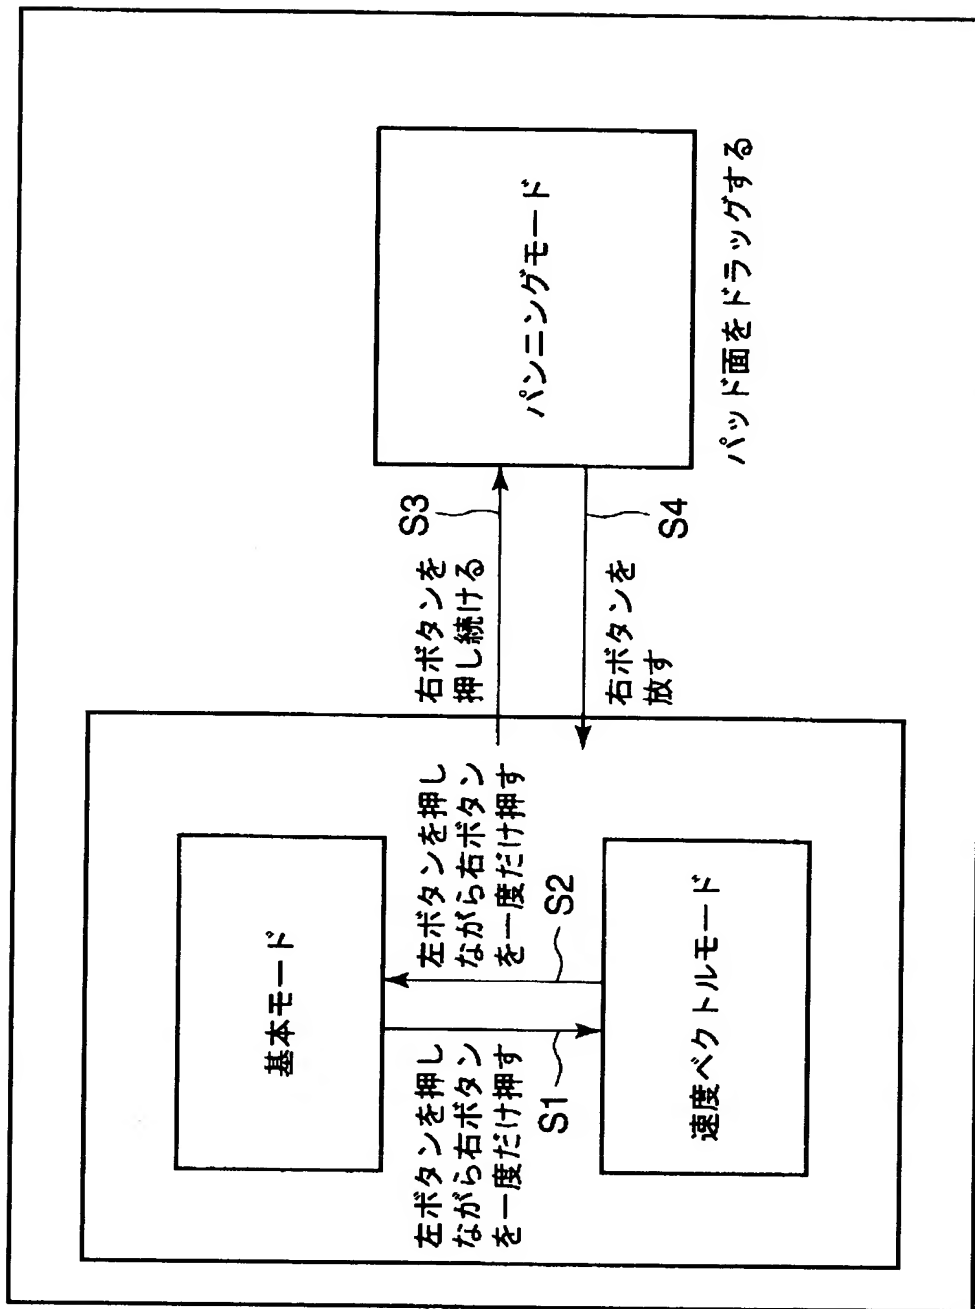 基本モード
左ボタンを押し
ながら右ボタン
を一度だけ押す
S1
左ボタンを押し
ながら右ボタン
を一度だけ押す
S2
速度ベクトルモード
右ボタンを
押し続ける
S3
右ボタンを
放す
S4
パンニングモード
パッド面をドラッグする